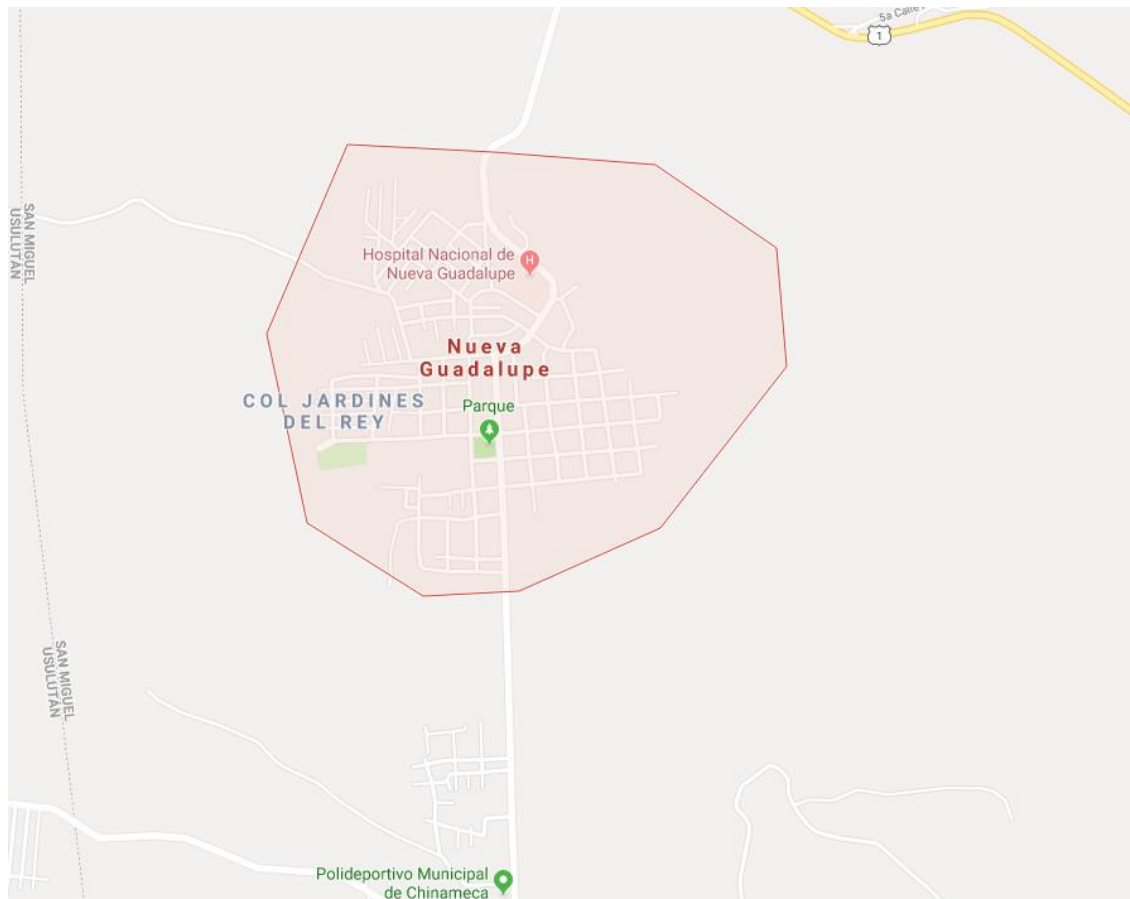 5a Calle
1
SAN MIGUEL
USULUTÁN
Hospital Nacional de
Nueva Guadalupe
H
Nueva
Guadalupe
COL JARDINES
DEL REY
Parque
SAN MIGUEL
USULUTÁN
Polideportivo Municipal
de Chinameca